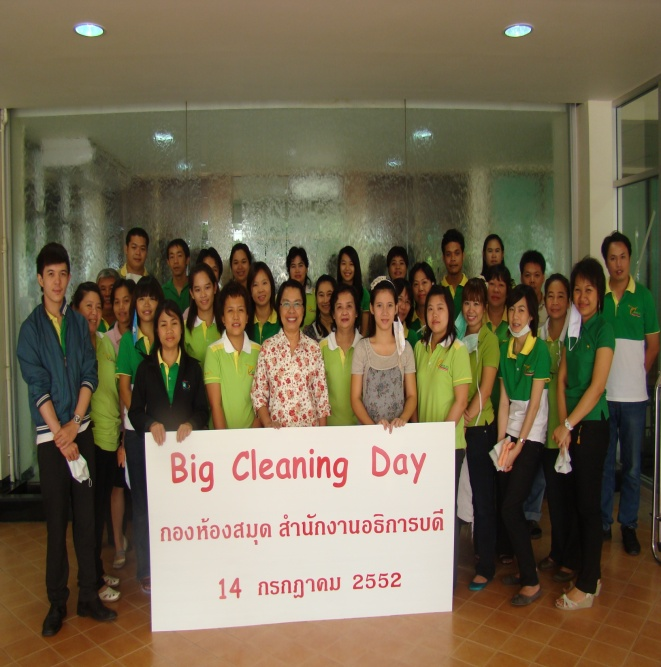 Big Cleaning Day
กองห้องสมุด สำนักงานอธิการบดี
14 กรกฎาคม 2552